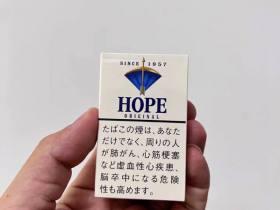 SINCE 1957
HOPE
ORIGINAL
たばこの煙は、あなた
だけでなく、周りの人
が肺がん、心筋梗塞
など虚血性心疾患、
脳卒中になる危険
性も高めます。